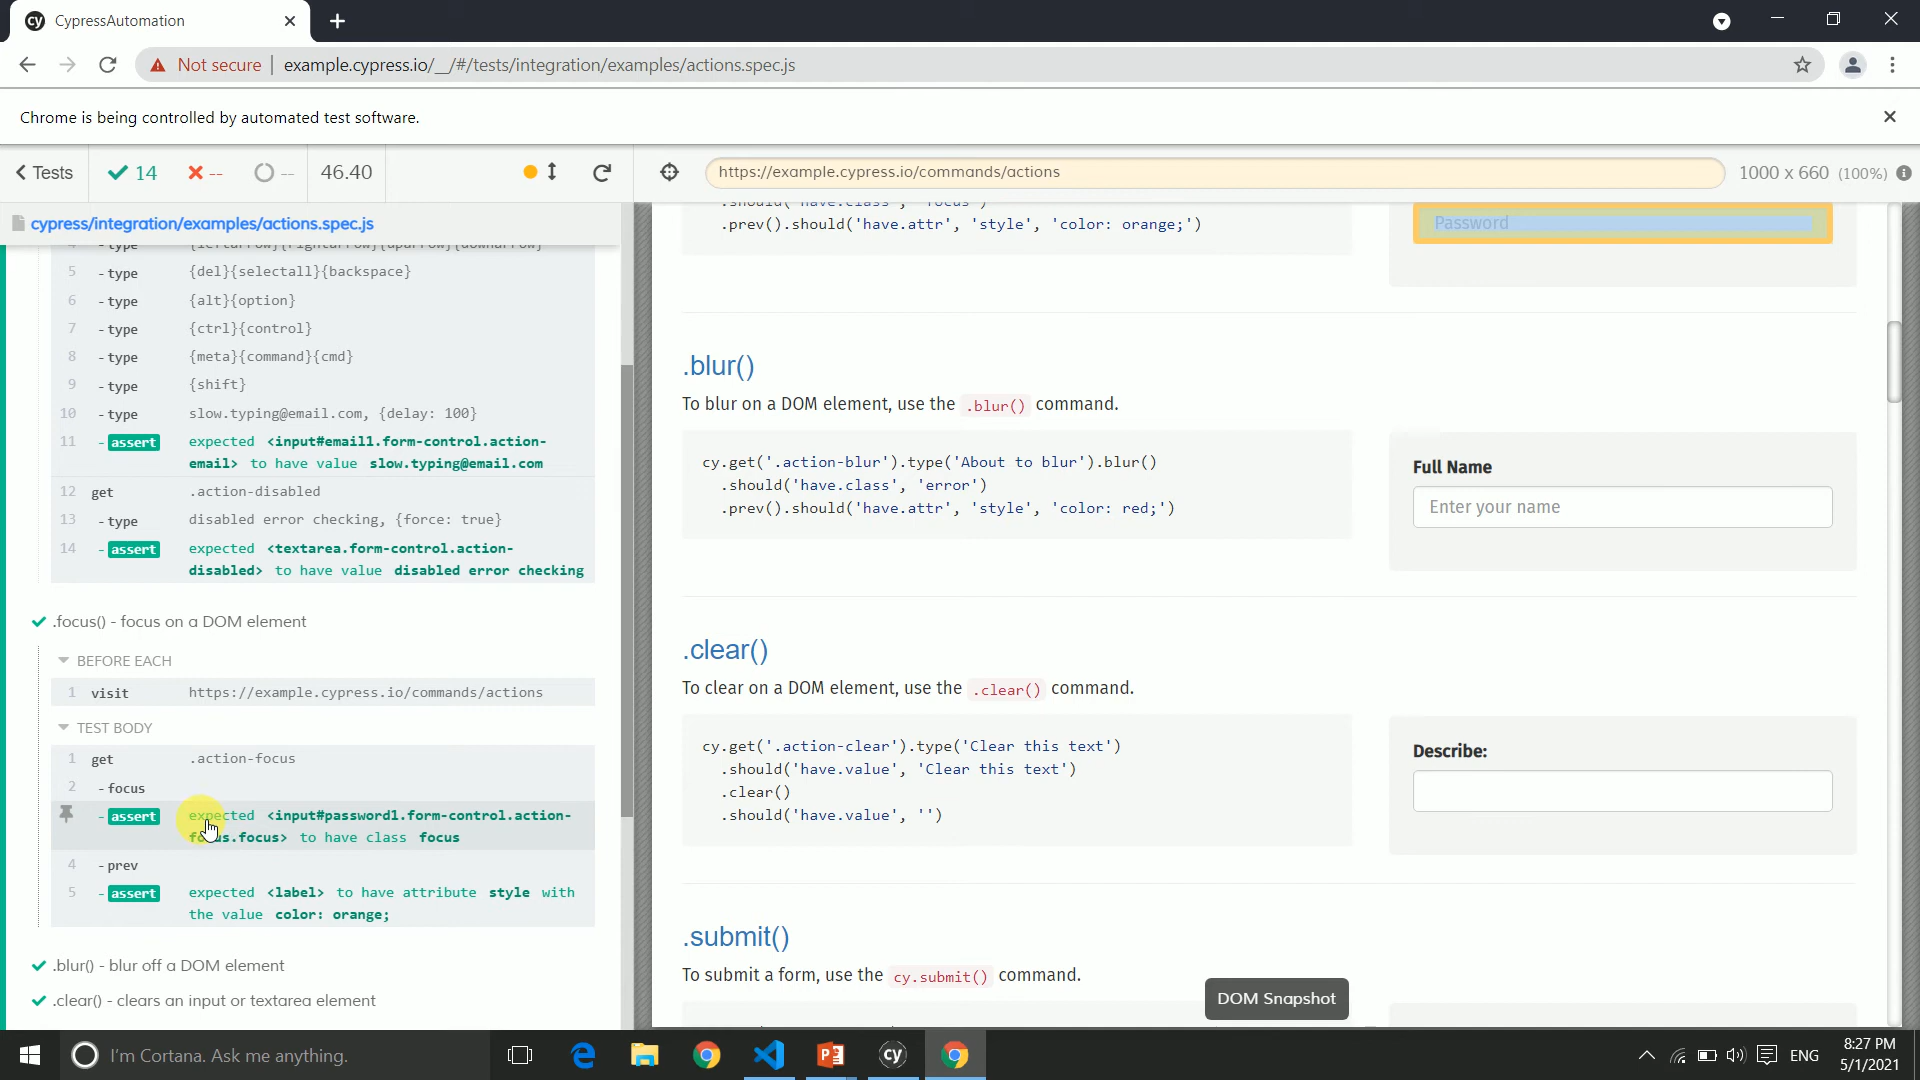 cy CypressAutomation
Not secure example.cypress.io/__/#/tests/integration/examples/actions.spec.js
Chrome is being controlled by automated test software.
Tests 14 -- -- 46.40 https://example.cypress.io/commands/actions 1000 x 660 (100%)
cypress/integration/examples/actions.spec.js
4 -type {leftarrow}{rightarrow}{uparrow}{downarrow}
5 -type {del}{selectall}{backspace}
6 -type {alt}{option}
7 -type {ctrl}{control}
8 -type {meta}{command}{cmd}
9 -type {shift}
10 -type slow.typing@email.com, {delay: 100}
11 -assert expected <input#email1.form-control.action-
email> to have value slow.typing@email.com
12 get .action-disabled
13 -type disabled error checking, {force: true}
14 -assert expected <textarea.form-control.action-
disabled> to have value disabled error checking
.focus() - focus on a DOM element
BEFORE EACH
1 visit https://example.cypress.io/commands/actions
TEST BODY
1 get .action-focus
2 -focus
-assert expected <input#password1.form-control.action-
focus.focus> to have class focus
4 -prev
5 -assert expected <label> to have attribute style with
the value color: orange;
.blur() - blur off a DOM element
.clear() - clears an input or textarea element
.should('have.class', 'focus')
.prev().should('have.attr', 'style', 'color: orange;')
Password
.blur()
To blur on a DOM element, use the .blur() command.
cy.get('.action-blur').type('About to blur').blur()
.should('have.class', 'error')
.prev().should('have.attr', 'style', 'color: red;')
Full Name
Enter your name
.clear()
To clear on a DOM element, use the .clear() command.
cy.get('.action-clear').type('Clear this text')
.should('have.value', 'Clear this text')
.clear()
.should('have.value', '')
Describe:
.submit()
To submit a form, use the cy.submit() command.
DOM Snapshot
I'm Cortana. Ask me anything.
cy
ENG
8:27 PM
5/1/2021